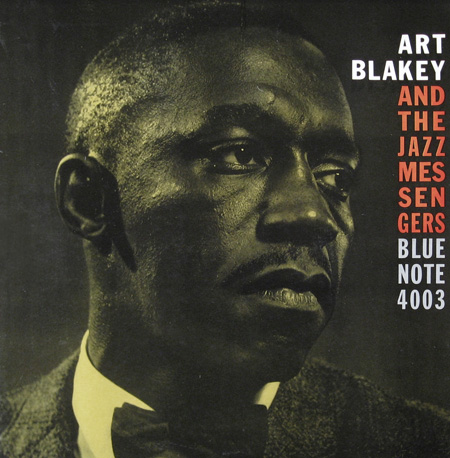 ART
BLAKEY
AND
THE
JAZZ
MES
SEN
GERS
BLUE
NOTE
4003